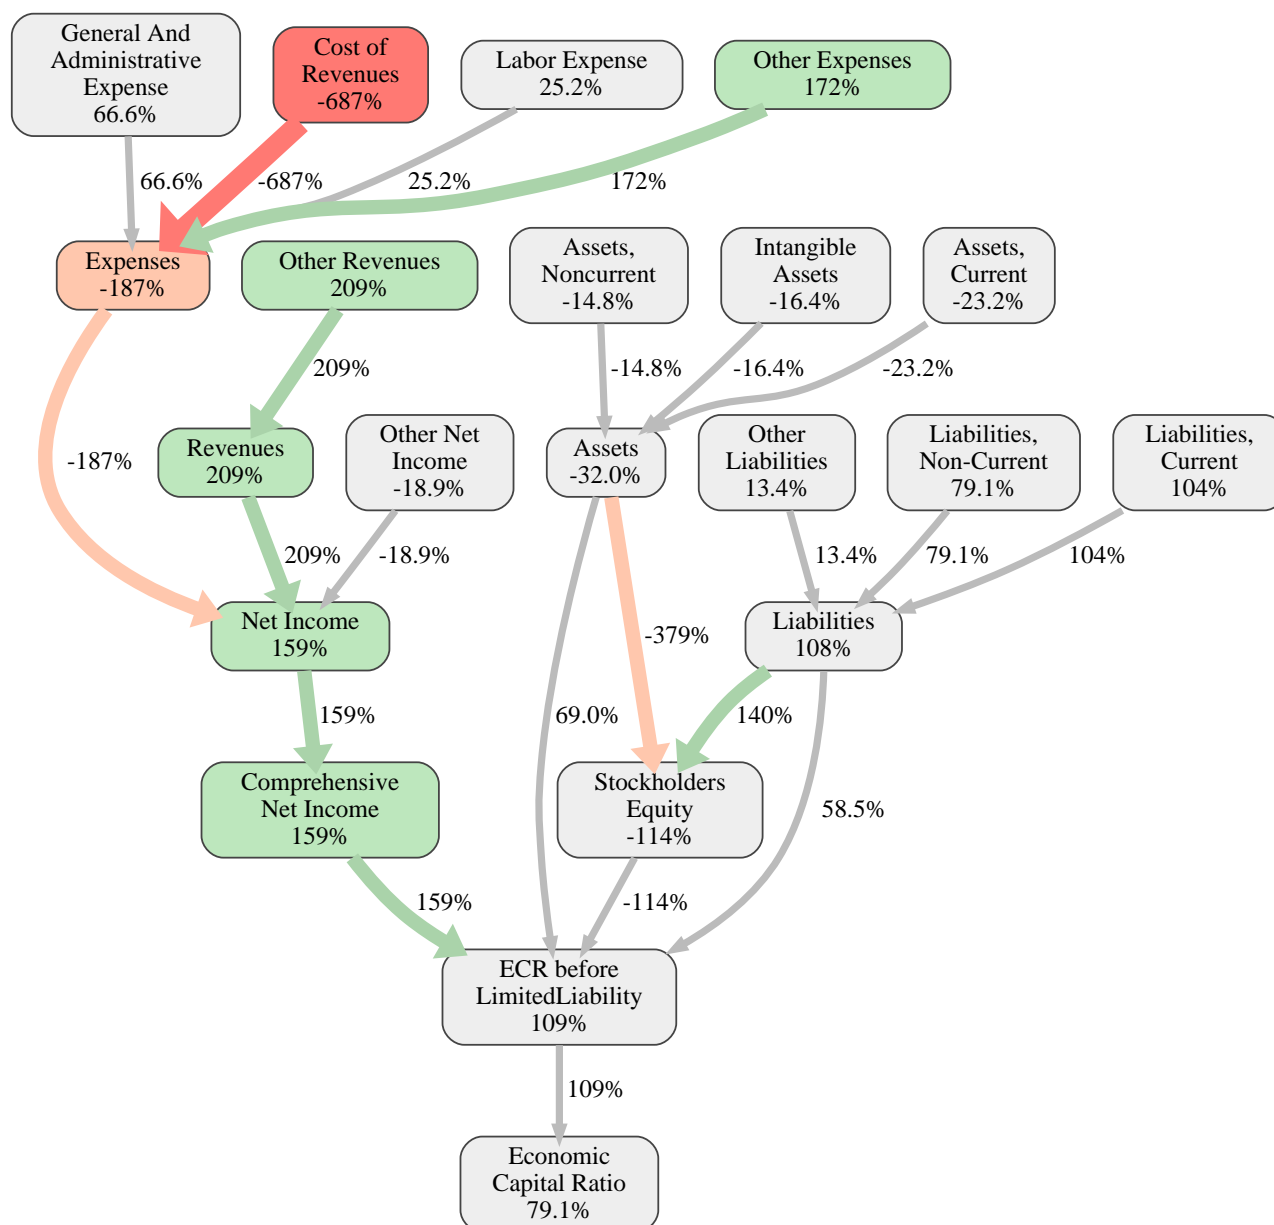 General And
Administrative
Expense
66.6%
Cost of
Revenues
-687%
Labor Expense
25.2%
Other Expenses
172%
66.6%
-687%
25.2%
172%
Expenses
-187%
Other Revenues
209%
Assets,
Noncurrent
-14.8%
Intangible
Assets
-16.4%
Assets,
Current
-23.2%
209%
-14.8%
-16.4%
-23.2%
-187%
Revenues
209%
Other Net
Income
-18.9%
Assets
-32.0%
Other
Liabilities
13.4%
Liabilities,
Non-Current
79.1%
Liabilities,
Current
104%
209%
-18.9%
13.4%
79.1%
104%
Net Income
159%
-379%
Liabilities
108%
159%
69.0%
140%
Comprehensive
Net Income
159%
Stockholders
Equity
-114%
58.5%
159%
-114%
ECR before
LimitedLiability
109%
109%
Economic
Capital Ratio
79.1%